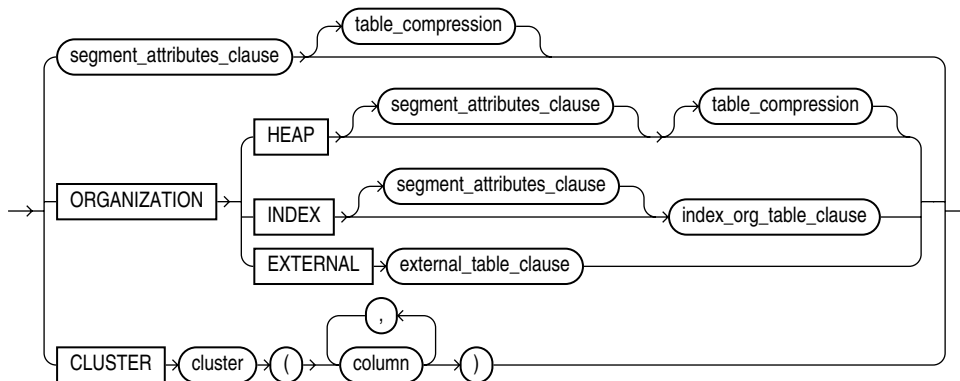 table_compression
segment_attributes_clause
segment_attributes_clause table_compression
HEAP
segment_attributes_clause
ORGANIZATION INDEX index_org_table_clause
EXTERNAL external_table_clause
,
CLUSTER cluster ( column )